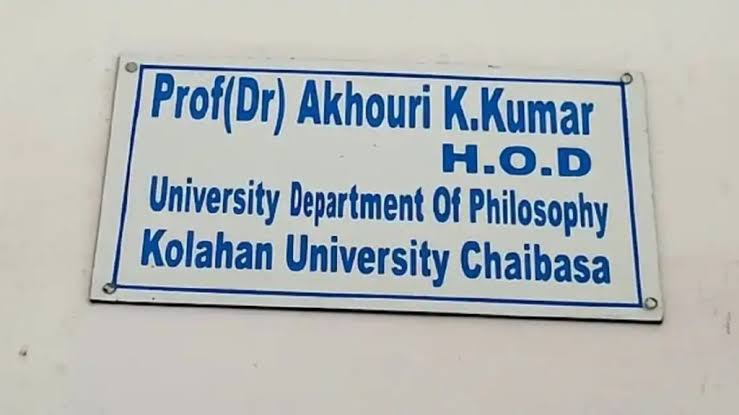 Prof(Dr) Akhouri K.Kumar
H.O.D
University Department Of Philosophy
Kolahan University Chaibasa